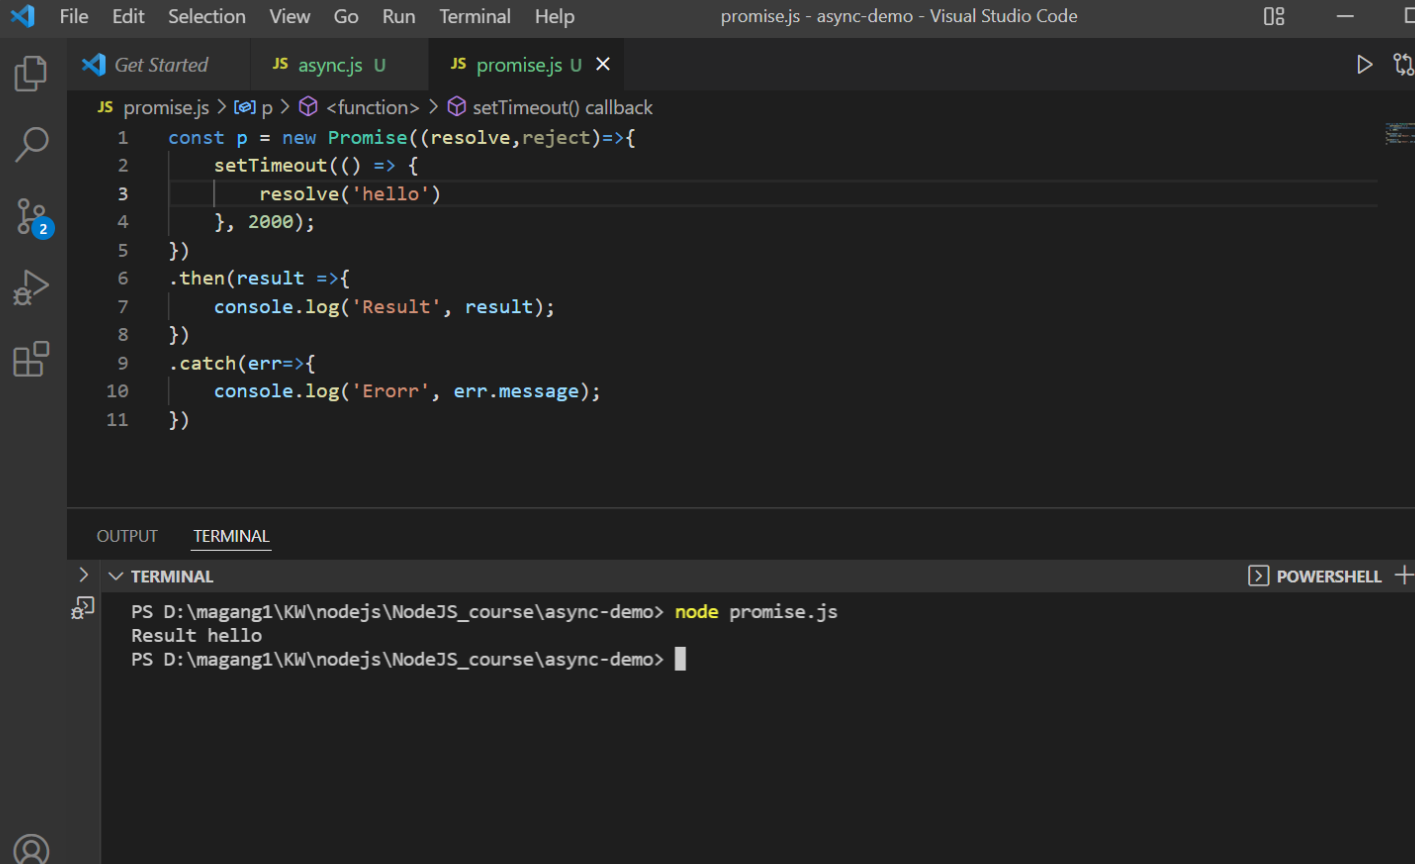 File Edit Selection View Go Run Terminal Help promise.js - async-demo - Visual Studio Code
Get Started JS async.js U JS promise.js U
JS promise.js > p > <function> > setTimeout() callback
1 const p = new Promise((resolve,reject)=>{
2 setTimeout(() => {
3 resolve('hello')
4 }, 2000);
5 })
6 .then(result =>{
7 console.log('Result', result);
8 })
9 .catch(err=>{
10 console.log('Erorr', err.message);
11 })
2
OUTPUT TERMINAL
TERMINAL POWERSHELL
PS D:\magang1\KW\nodejs\NodeJS_course\async-demo> node promise.js
Result hello
PS D:\magang1\KW\nodejs\NodeJS_course\async-demo>